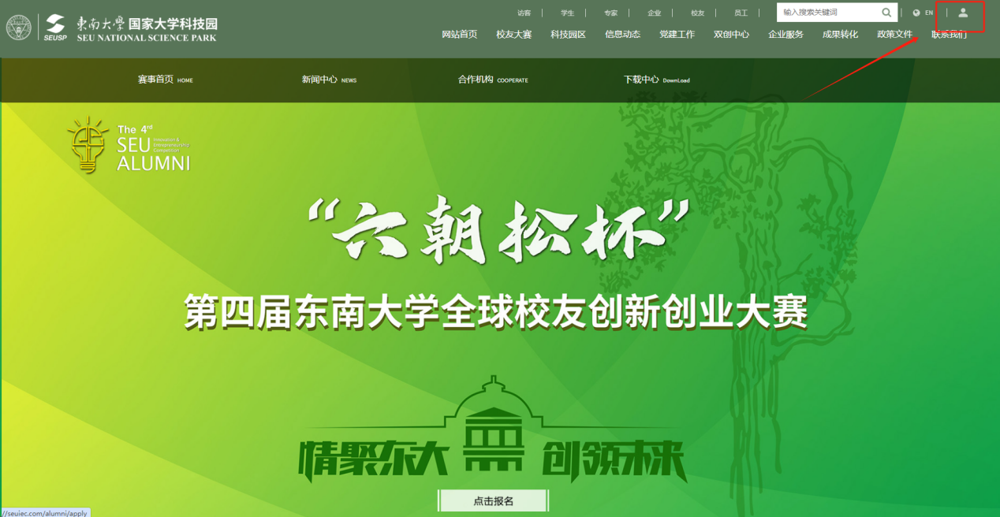 访客 | 学生 | 专家 | 企业 | 校友 | 员工 |
输入搜索关键词
EN
東南大學 国家大学科技园
SEUSP
SEU NATIONAL SCIENCE PARK
网站首页 校友大赛 科技园区 信息动态 党建工作 双创中心 企业服务 成果转化 政策文件 联系我们
赛事首页 HOME 新闻中心 NEWS 合作机构 COOPERATE 下载中心 DownLoad
The 4rd
SEU
Innovation &
Entrepreneurship
Competition
ALUMNI
“六朝松杯”
第四届东南大学全球校友创新创业大赛
情聚东大 创领未来
点击报名
//seuiec.com/alumni/apply